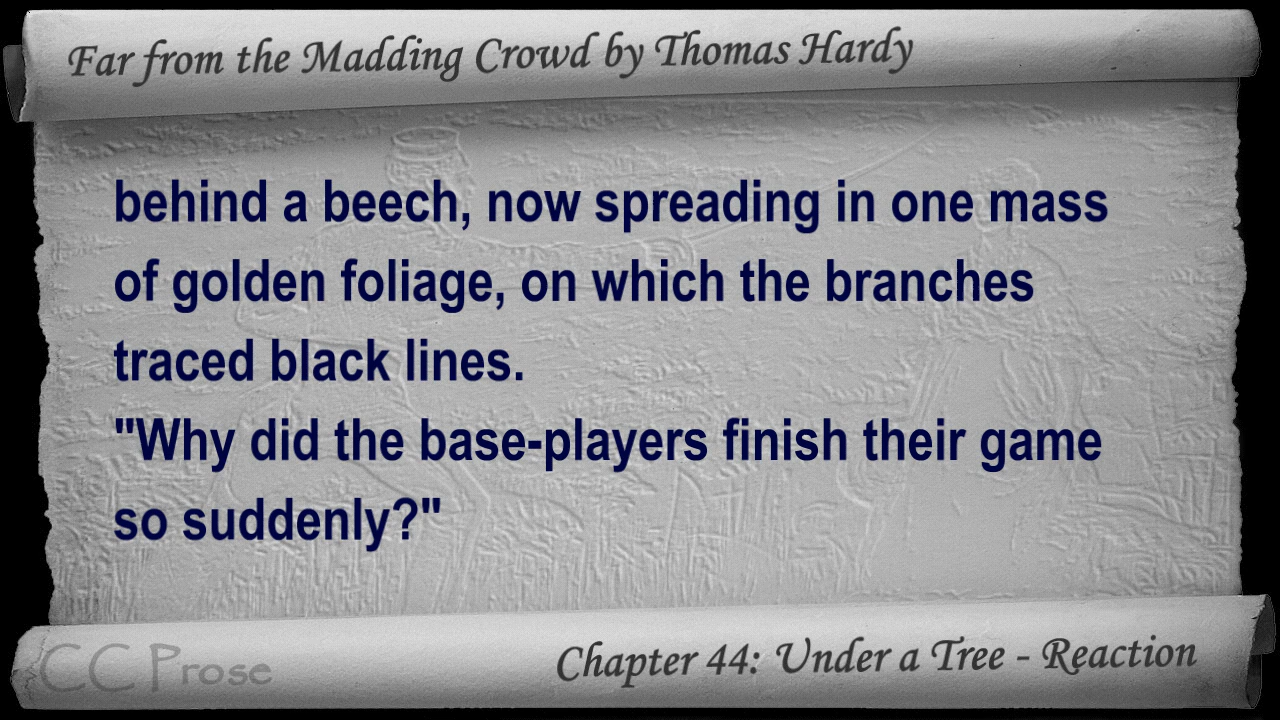 Far from the Madding Crowd by Thomas Hardy
behind a beech, now spreading in one mass
of golden foliage, on which the branches
traced black lines.
"Why did the base-players finish their game
so suddenly?"
CC Prose
Chapter 44: Under a Tree - Reaction